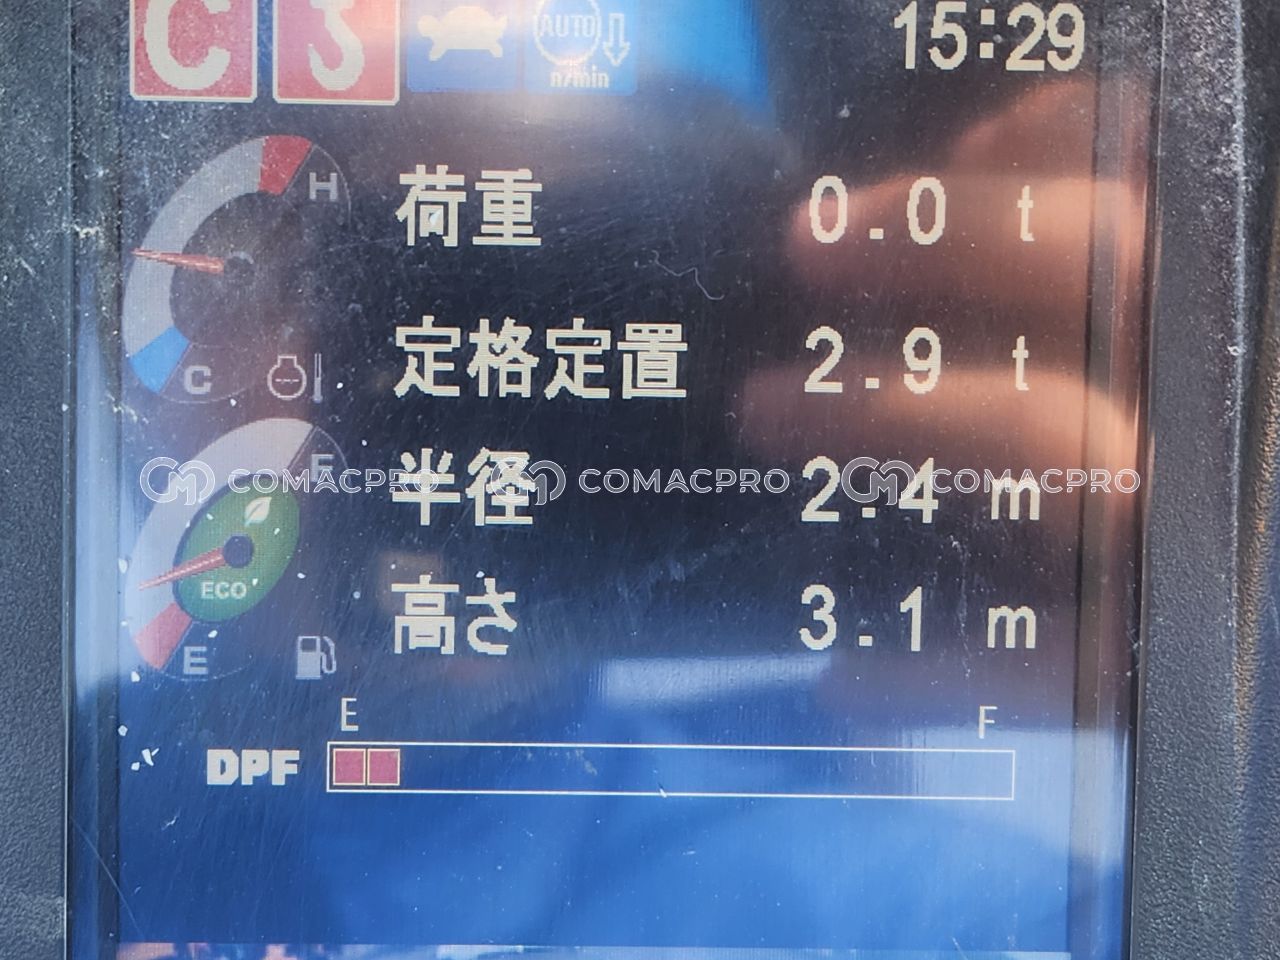 C
AUTO
n/min
15:29
H
荷重 0.0 t
定格定置 2.9 t
C
半径 2.4 m
COMACPRO COMACPRO COMACPRO
ECO
高さ 3.1 m
E
E F
DPF